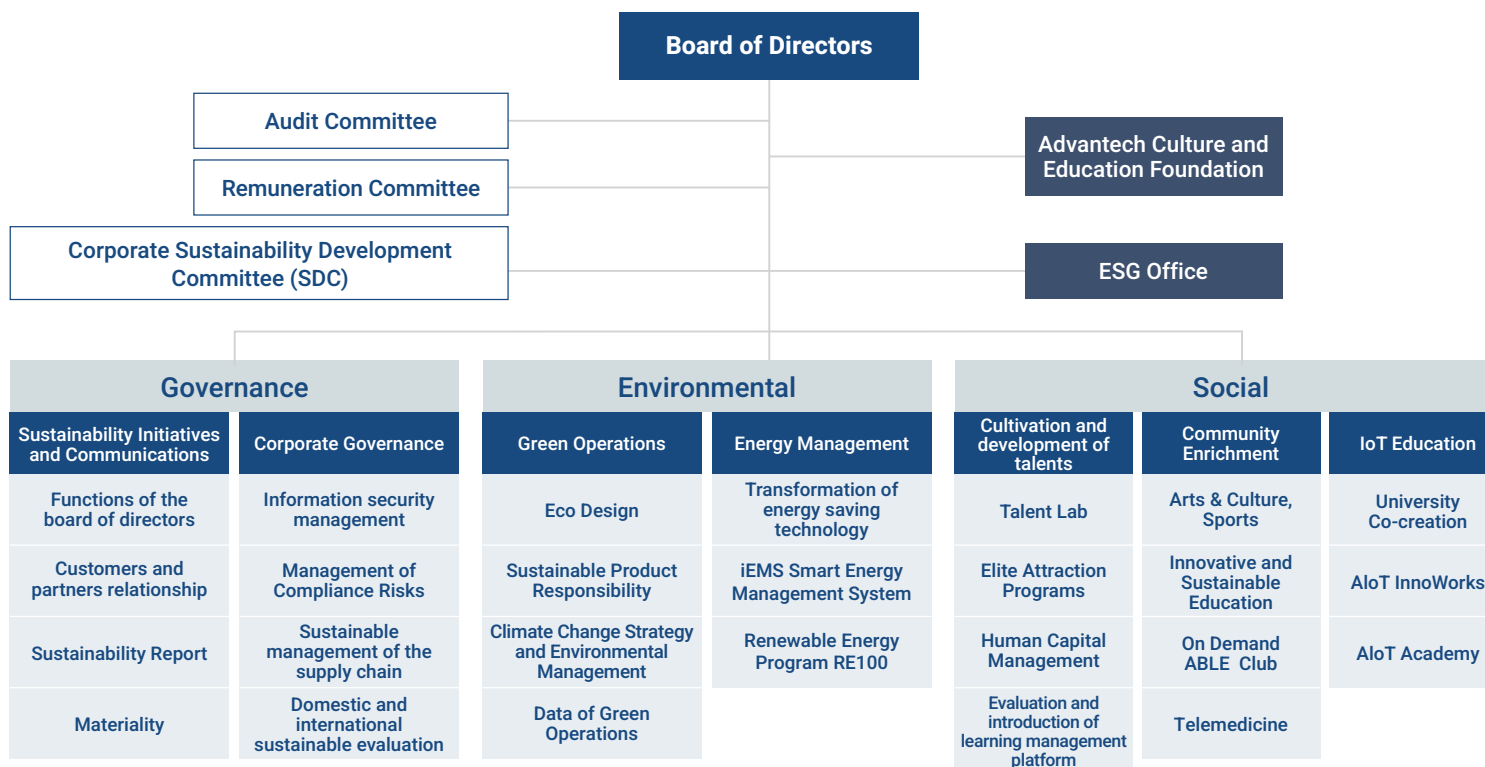 Board of Directors
Audit Committee
Remuneration Committee
Corporate Sustainability Development
Committee (SDC)
Advantech Culture and
Education Foundation
ESG Office
Governance
Sustainability Initiatives
and Communications
Functions of the
board of directors
Customers and
partners relationship
Sustainability Report
Materiality
Corporate Governance
Information security
management
Management of
Compliance Risks
Sustainable
management of the
supply chain
Domestic and
international
sustainable evaluation
Environmental
Green Operations
Eco Design
Sustainable Product
Responsibility
Climate Change Strategy
and Environmental
Management
Data of Green
Operations
Energy Management
Transformation of
energy saving
technology
iEMS Smart Energy
Management System
Renewable Energy
Program RE100
Social
Cultivation and
development of
talents
Talent Lab
Elite Attraction
Programs
Human Capital
Management
Evaluation and
introduction of
learning management
platform
Community
Enrichment
Arts & Culture,
Sports
Innovative and
Sustainable
Education
On Demand
ABLE Club
Telemedicine
IoT Education
University
Co-creation
AIoT InnoWorks
AIoT Academy